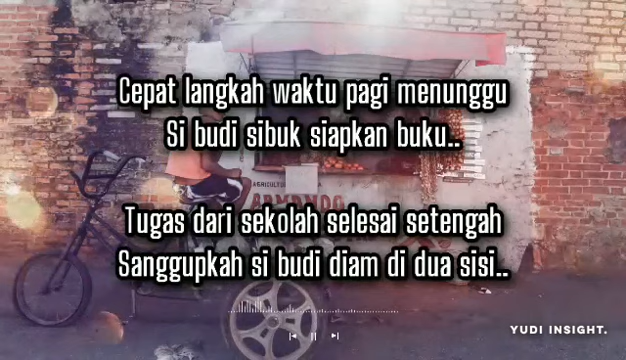 Cepat langkah waktu pagi menunggu
Si budi sibuk siapkan buku..
Tugas dari sekolah selesai setengah
Sanggupkah si budi diam di dua sisi..
YUDI INSIGHT.